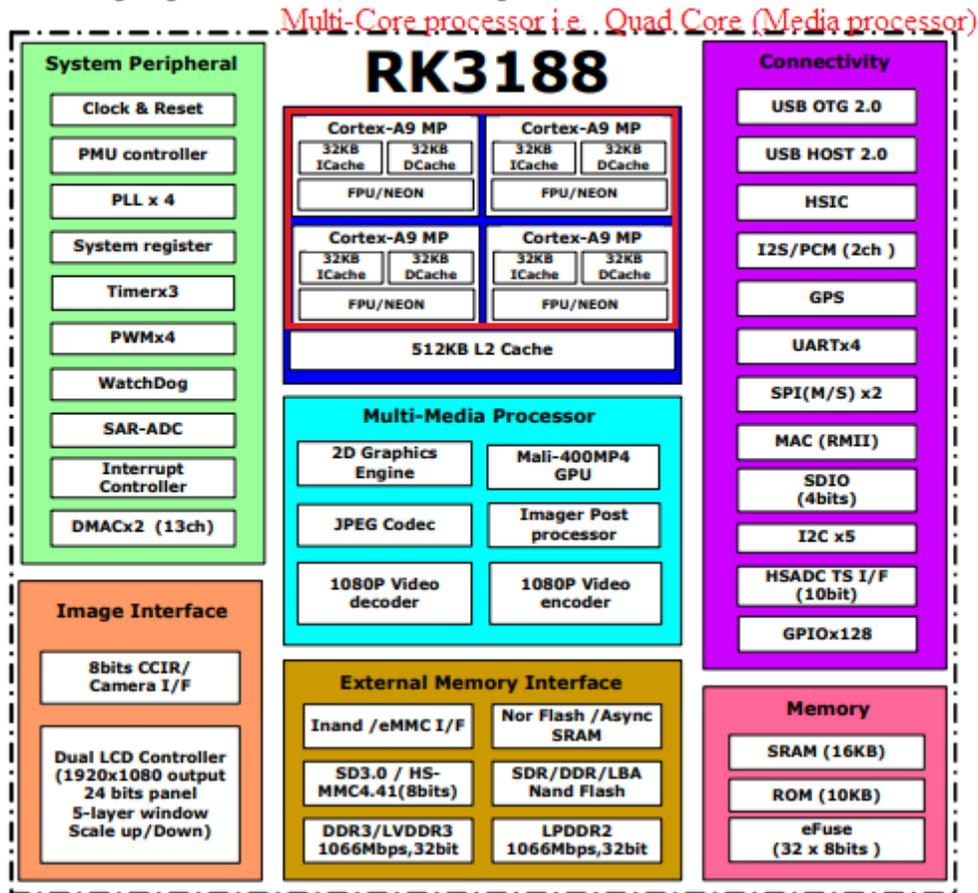 Multi-Core processor i.e. Quad Core (Media processor)
RK3188
System Peripheral
Clock & Reset
PMU controller
PLL x 4
System register
Timerx3
PWMx4
WatchDog
SAR-ADC
Interrupt
Controller
DMACx2 (13ch)
Image Interface
8bits CCIR/
Camera I/F
Dual LCD Controller
(1920x1080 output
24 bits panel
5-layer window
Scale up/Down)
Cortex-A9 MP
32KB
ICache
32KB
DCache
FPU/NEON
Cortex-A9 MP
32KB
ICache
32KB
DCache
FPU/NEON
Cortex-A9 MP
32KB
ICache
32KB
DCache
FPU/NEON
Cortex-A9 MP
32KB
ICache
32KB
DCache
FPU/NEON
512KB L2 Cache
Multi-Media Processor
2D Graphics
Engine
Mali-400MP4
GPU
JPEG Codec
Imager Post
processor
1080P Video
decoder
1080P Video
encoder
External Memory Interface
Inand /eMMC I/F
Nor Flash /Async
SRAM
SD3.0 / HS-
MMC4.41(8bits)
SDR/DDR/LBA
Nand Flash
DDR3/LVDDR3
1066Mbps,32bit
LPDDR2
1066Mbps,32bit
Connectivity
USB OTG 2.0
USB HOST 2.0
HSIC
I2S/PCM (2ch )
GPS
UARTx4
SPI(M/S) x2
MAC (RMII)
SDIO
(4bits)
I2C x5
HSADC TS I/F
(10bit)
GPIOx128
Memory
SRAM (16KB)
ROM (10KB)
eFuse
(32 x 8bits )